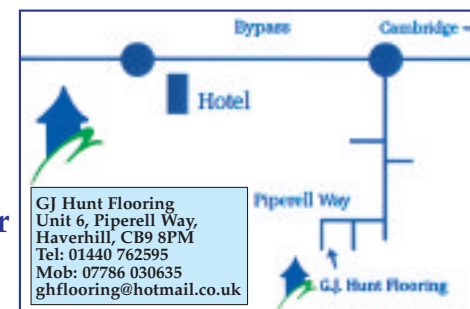 Bypass
Cambridge
Hotel
Piperell Way
r
GJ Hunt Flooring
Unit 6, Piperell Way,
Haverhill, CB9 8PM
Tel: 01440 762595
Mob: 07786 030635
ghflooring@hotmail.co.uk
G.J. Hunt Flooring